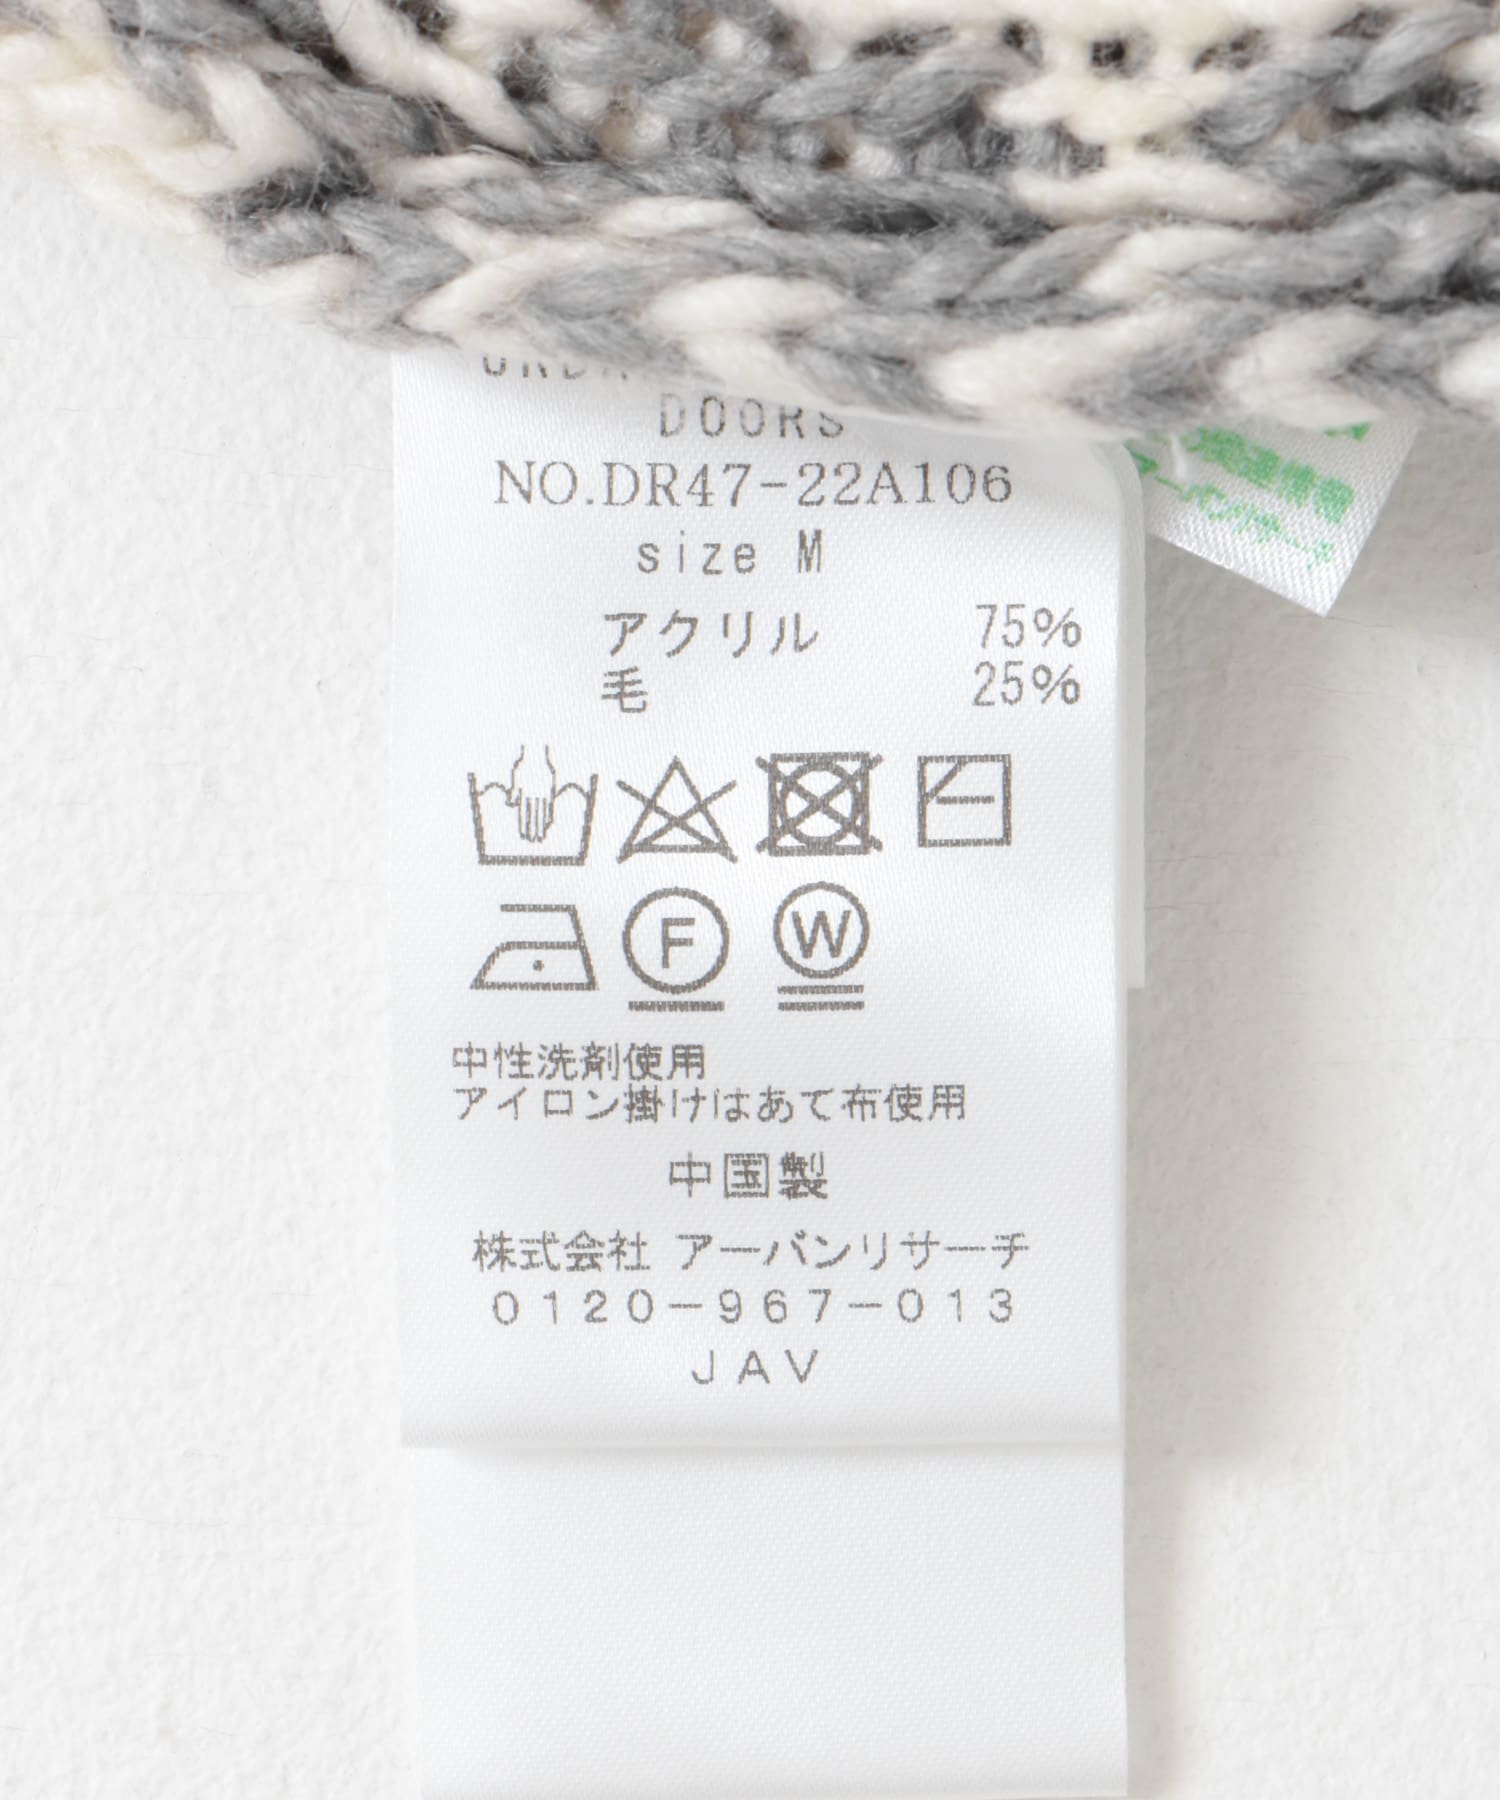 DOORS
NO.DR47-22A106
size M
アクリル 75%
毛 25%
F W
中性洗剤使用
アイロン掛けはあて布使用
中国製
株式会社 アーバンリサーチ
0120-967-013
JAV